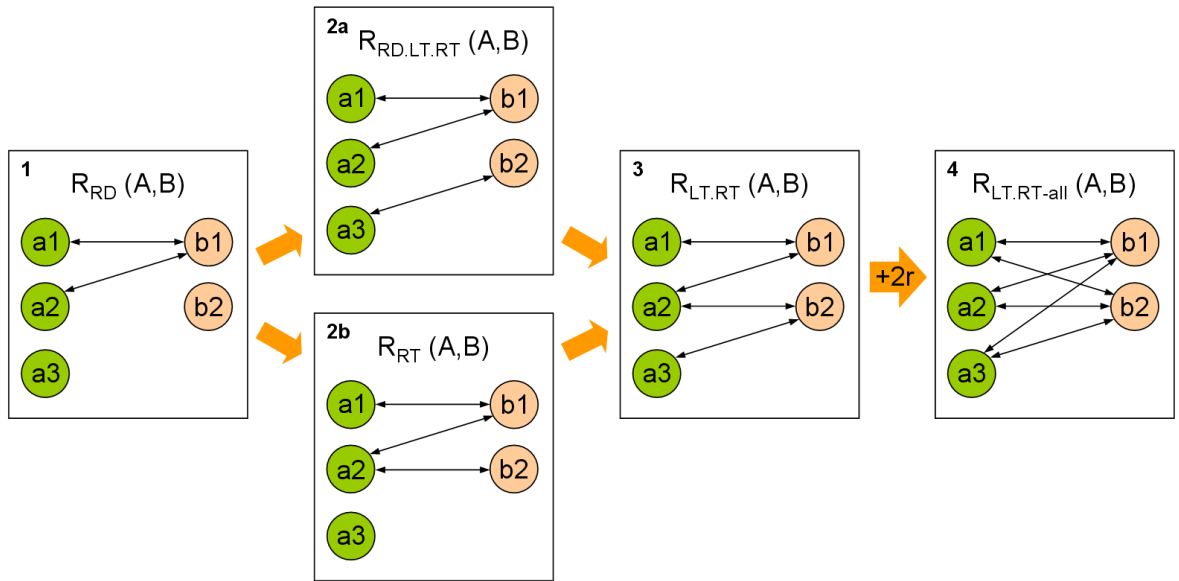 1
R_RD (A,B)
a1 b1
a2 b2
a3
2a
R_RD.LT.RT (A,B)
a1 b1
a2 b2
a3
2b
R_RT (A,B)
a1 b1
a2 b2
a3
3
R_LT.RT (A,B)
a1 b1
a2 b2
a3
+2r
4
R_LT.RT-all (A,B)
a1 b1
a2 b2
a3